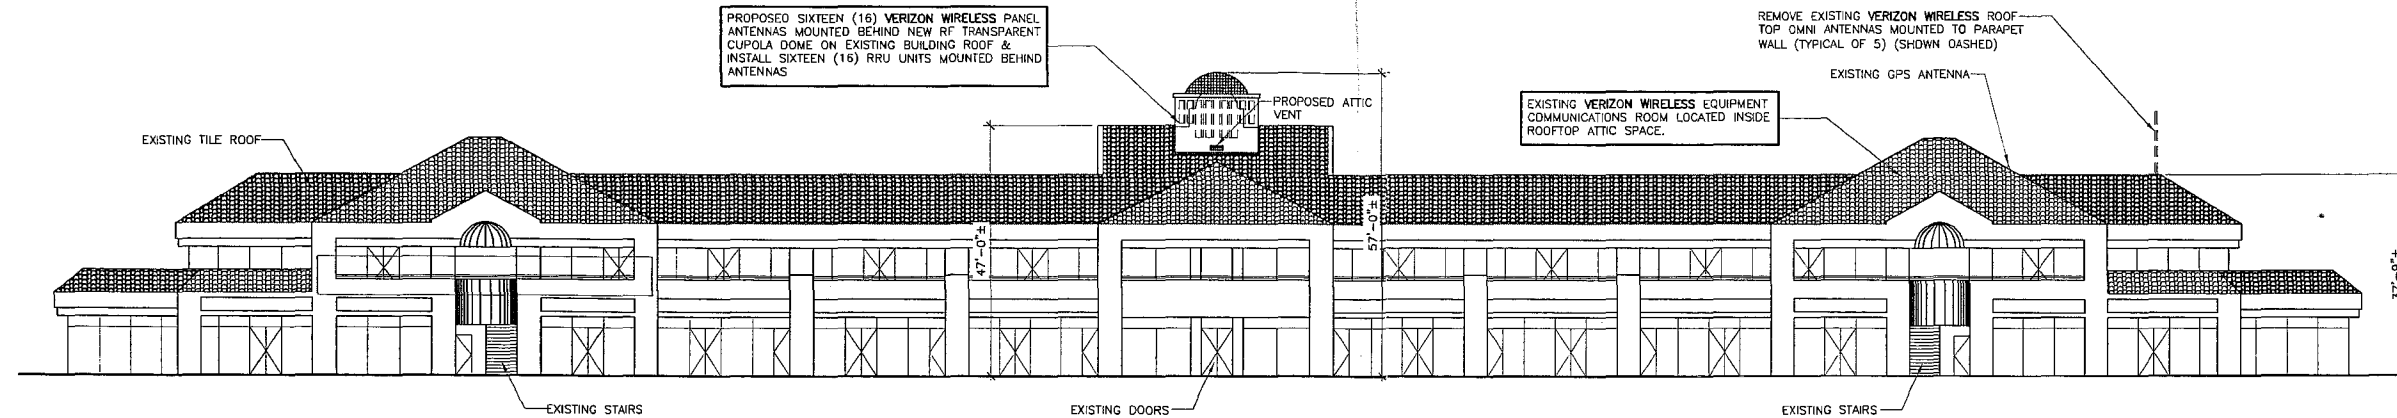 PROPOSED SIXTEEN (16) VERIZON WIRELESS PANEL
ANTENNAS MOUNTED BEHIND NEW RF TRANSPARENT
CUPOLA DOME ON EXISTING BUILDING ROOF &
INSTALL SIXTEEN (16) RRU UNITS MOUNTED BEHIND
ANTENNAS
REMOVE EXISTING VERIZON WIRELESS ROOF
TOP OMNI ANTENNAS MOUNTED TO PARAPET
WALL (TYPICAL OF 5) (SHOWN DASHED)
EXISTING GPS ANTENNA
PROPOSED ATTIC
VENT
EXISTING VERIZON WIRELESS EQUIPMENT
COMMUNICATIONS ROOM LOCATED INSIDE
ROOFTOP ATTIC SPACE.
EXISTING TILE ROOF
47'-0"±
57'-0"±
EXISTING STAIRS
EXISTING DOORS
EXISTING STAIRS